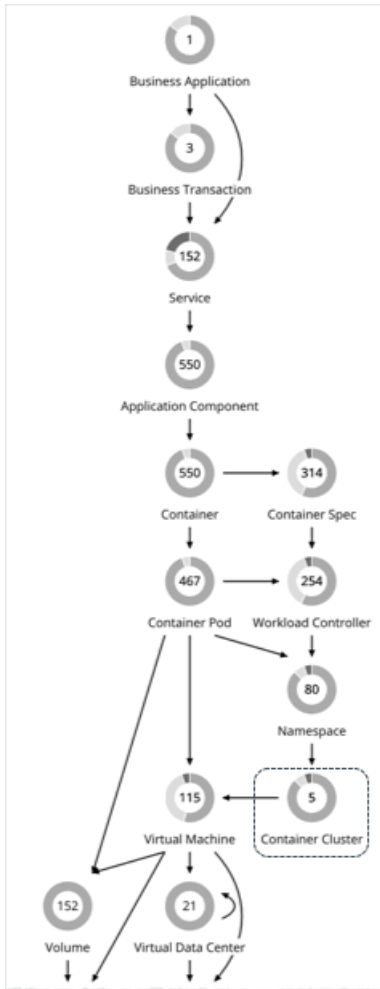 1
Business Application
3
Business Transaction
152
Service
550
Application Component
550
Container
314
Container Spec
467
Container Pod
254
Workload Controller
80
Namespace
115
Virtual Machine
5
Container Cluster
152
Volume
21
Virtual Data Center